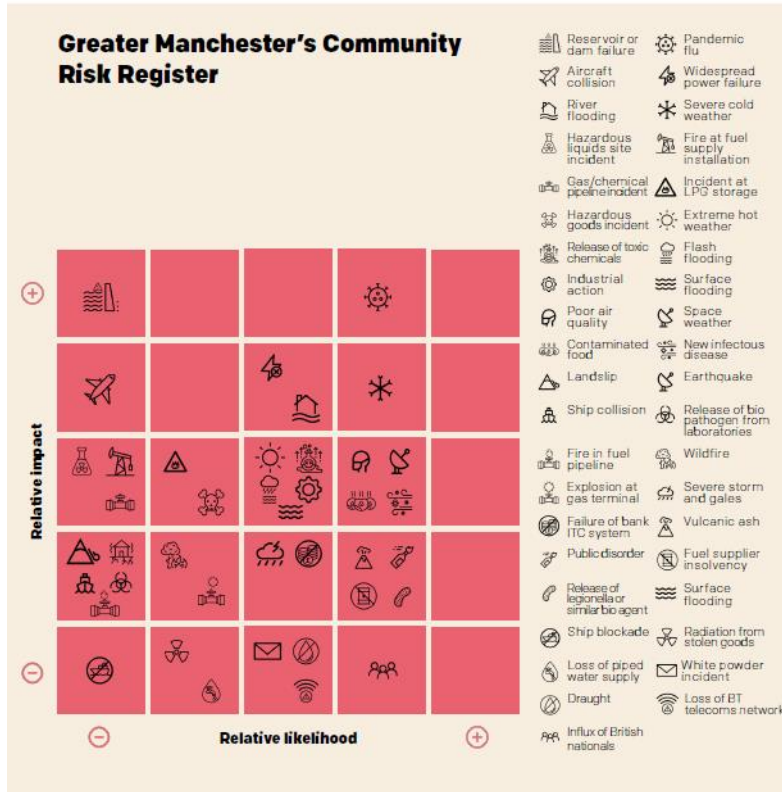 Greater Manchester's Community
Risk Register
Relative impact
Relative likelihood
Reservoir or
dam failure
Pandemic
flu
Aircraft
collision
Widespread
power failure
River
flooding
Severe cold
weather
Hazardous
liquids site
incident
Fire at fuel
supply
installation
Gas/chemical
pipeline incident
Incident at
LPG storage
Hazardous
goods incident
Extreme hot
weather
Release of toxic
chemicals
Flash
flooding
Industrial
action
Surface
flooding
Poor air
quality
Space
weather
Contaminated
food
New infectous
disease
Landslip
Earthquake
Ship collision
Release of bio
pathogen from
laboratories
Fire in fuel
pipeline
Wildfire
Explosion at
gas terminal
Severe storm
and gales
Failure of bank
ITC system
Vulcanic ash
Public disorder
Fuel supplier
insolvency
Release of
legionella or
similar bio agent
Surface
flooding
Ship blockade
Radiation from
stolen goods
Loss of piped
water supply
White powder
incident
Draught
Loss of BT
telecoms network
Influx of British
nationals